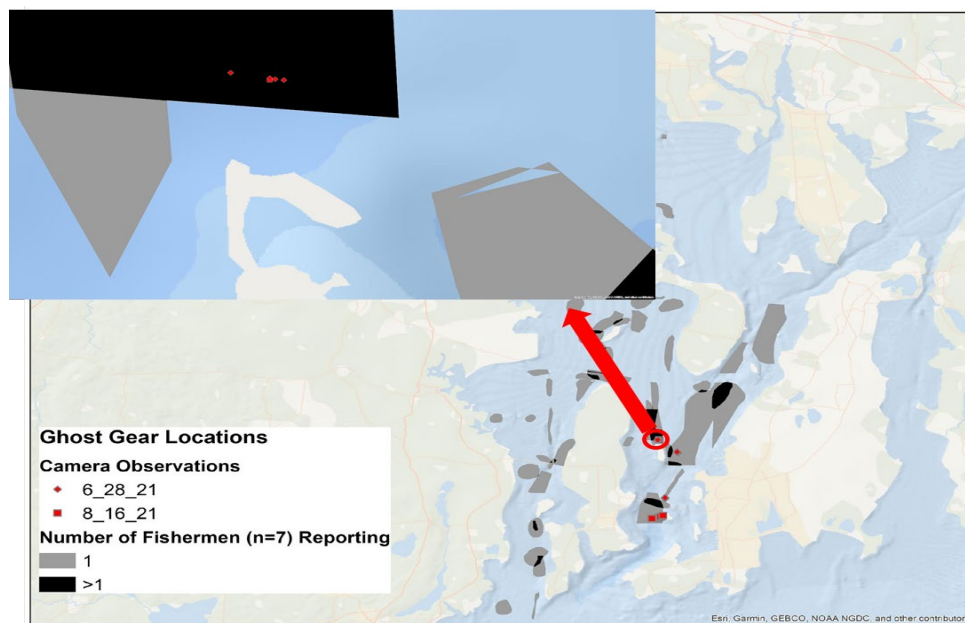 Ghost Gear Locations
Camera Observations
6_28_21
8_16_21
Number of Fishermen (n=7) Reporting
1
>1
Esri, Garmin, GEBCO, NOAA NGDC, and other contributor